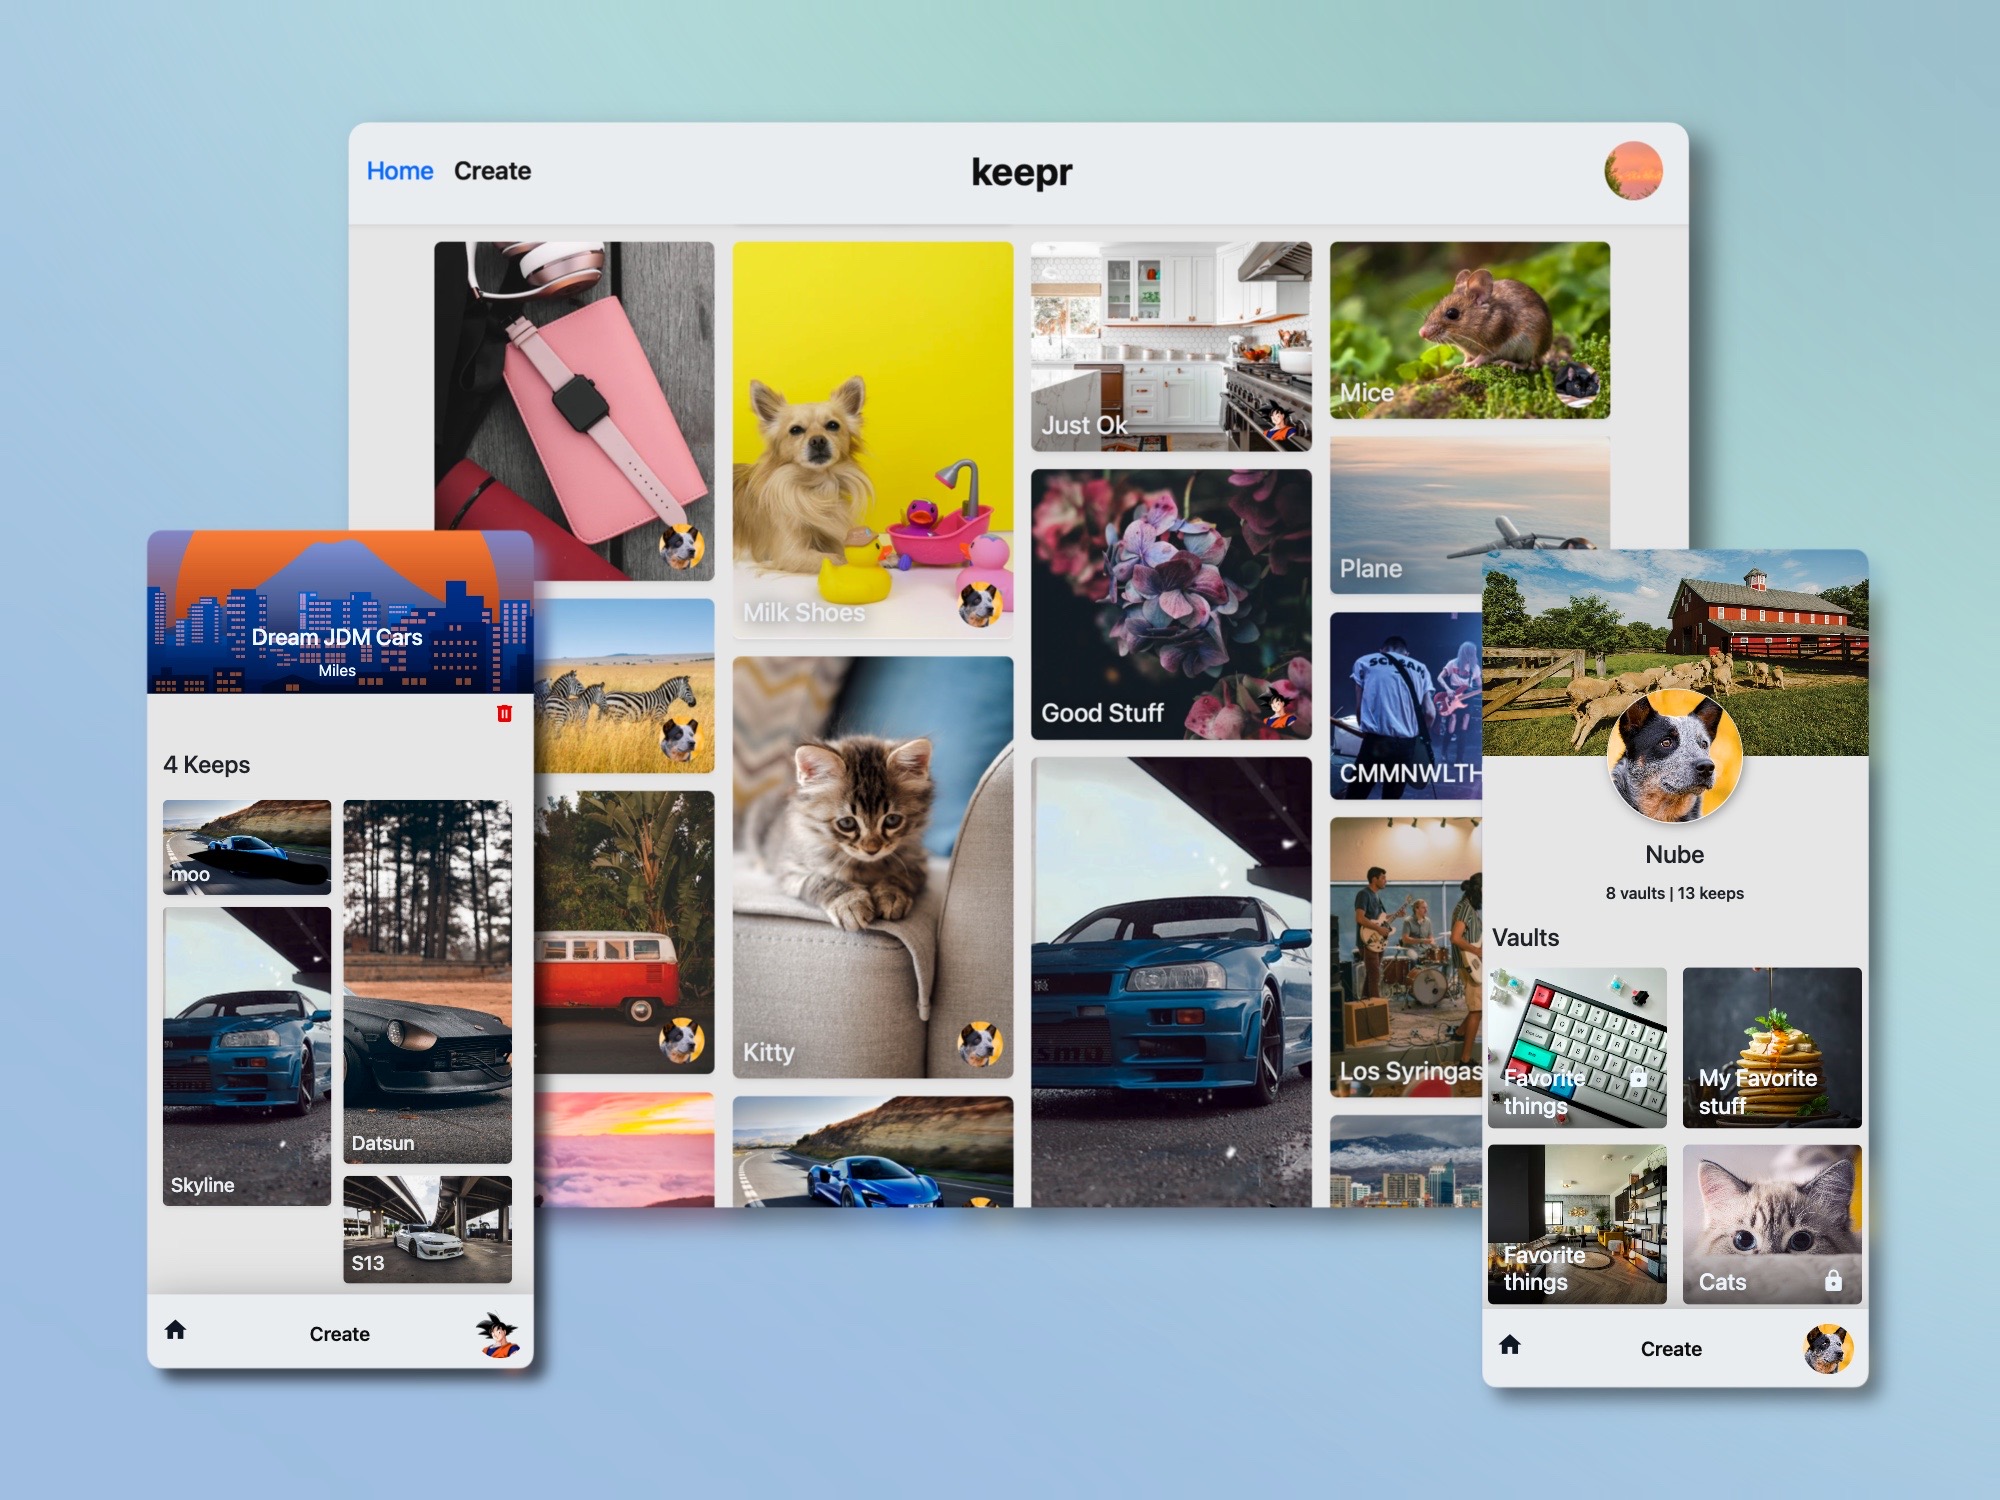 Home Create
keepr
Milk Shoes
Kitty
Just Ok
Good Stuff
Mice
Plane
CMMNWLTH
Los Syringas
Dream JDM Cars
Miles
4 Keeps
moo
Skyline
Datsun
S13
Create
Nube
8 vaults | 13 keeps
Vaults
Favorite
things
My Favorite
stuff
Favorite
things
Cats
Create